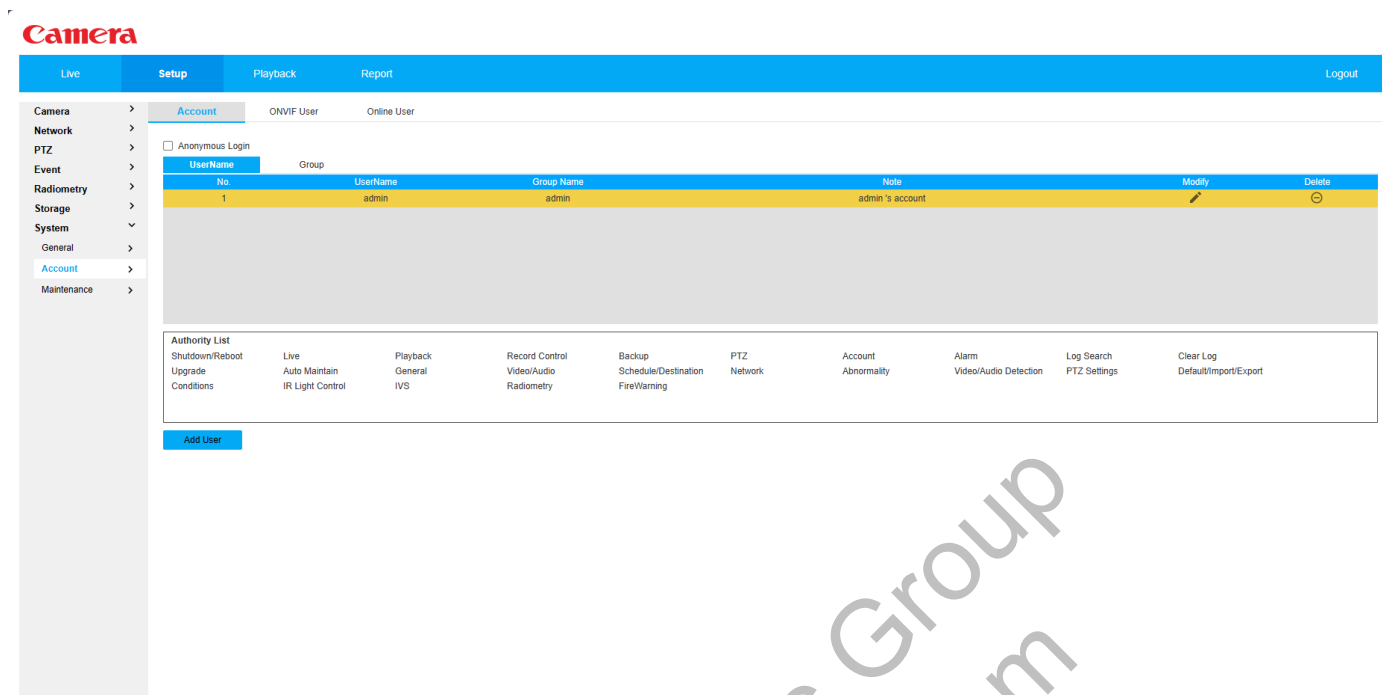 Camera
Live Setup Playback Report Logout
Camera
Network
PTZ
Event
Radiometry
Storage
System
General
Account
Maintenance
Account ONVIF User Online User
Anonymous Login
UserName Group
No. UserName Group Name Note Modify Delete
1 admin admin admin 's account
Authority List
Shutdown/Reboot Live Playback Record Control Backup PTZ Account Alarm Log Search Clear Log
Upgrade Auto Maintain General Video/Audio Schedule/Destination Network Abnormality Video/Audio Detection PTZ Settings Default/Import/Export
Conditions IR Light Control IVS Radiometry FireWarning
Add User
Group